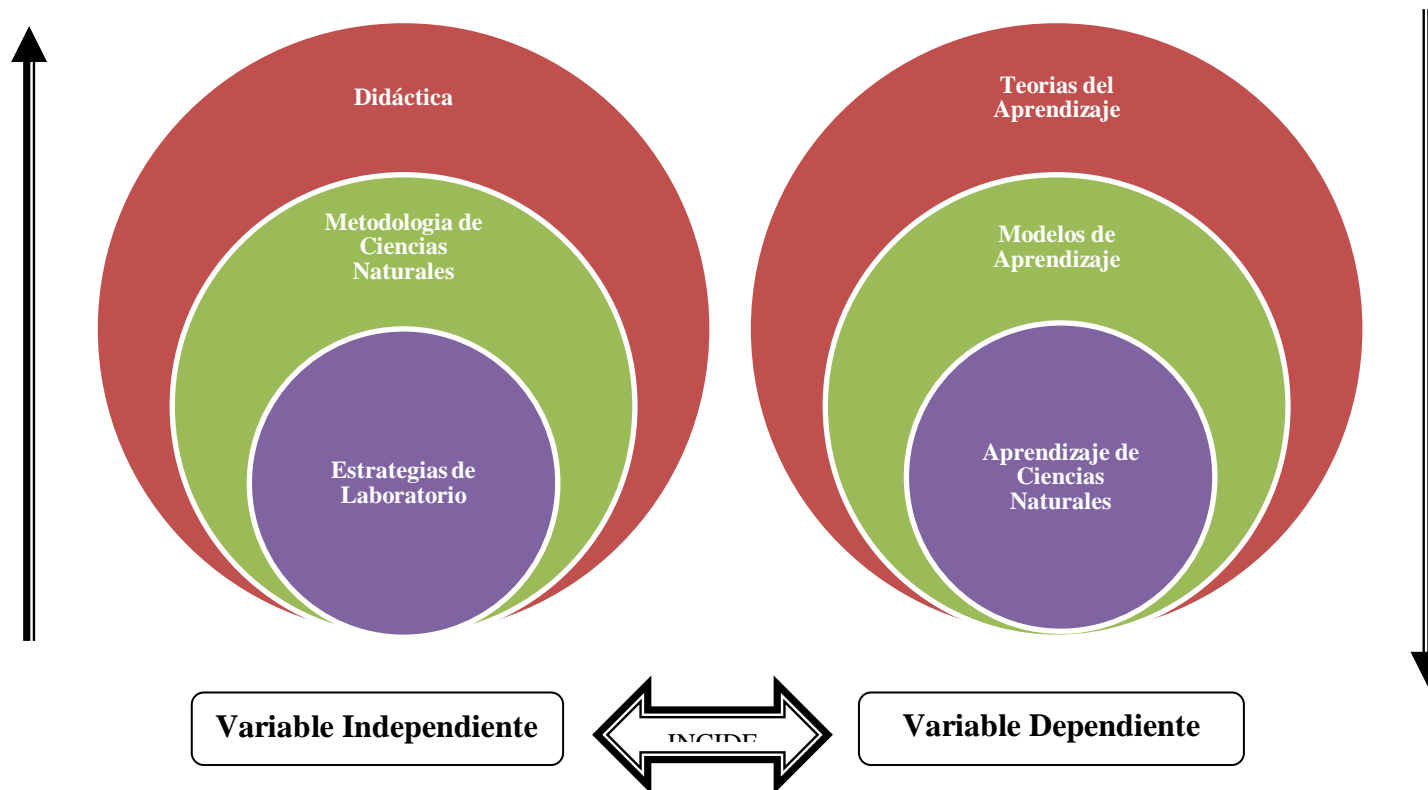 Didáctica
Metodologia de
Ciencias
Naturales
Estrategias de
Laboratorio
Teorias del
Aprendizaje
Modelos de
Aprendizaje
Aprendizaje de
Ciencias
Naturales
Variable Independiente
INCIDE
Variable Dependiente